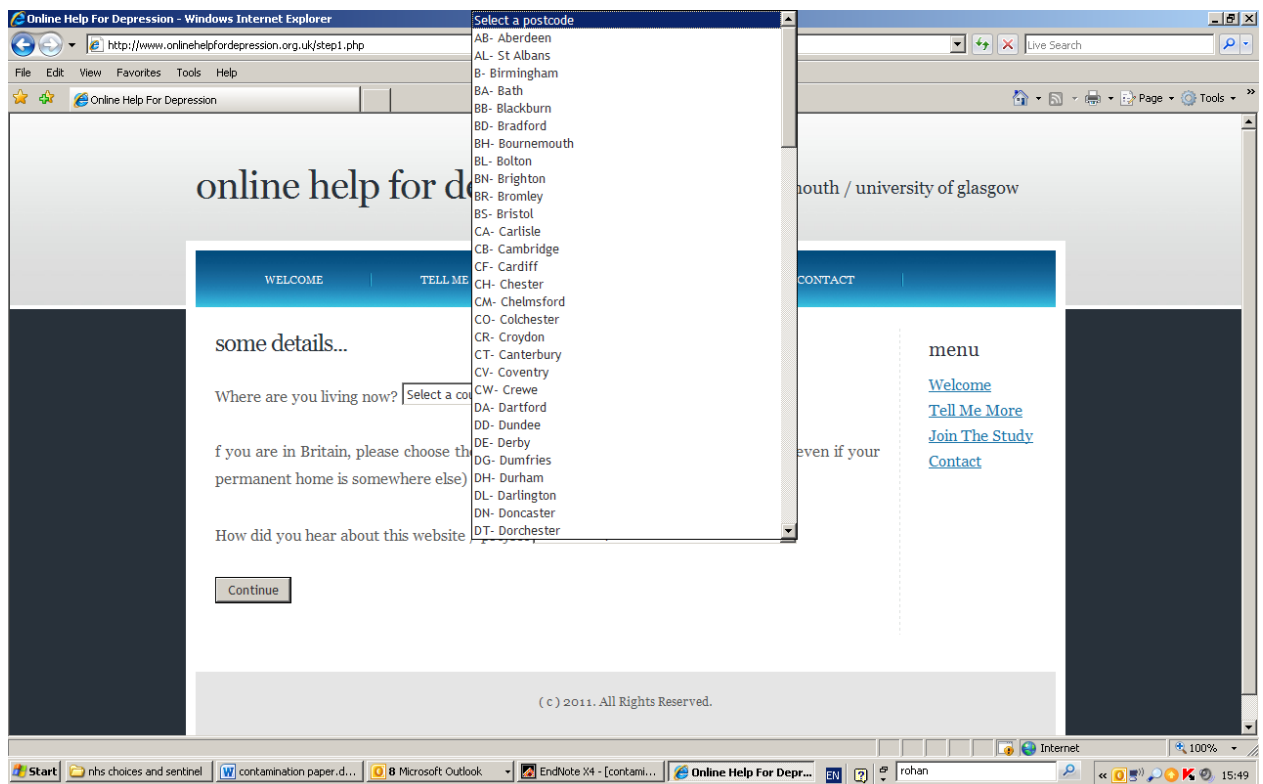 Online Help For Depression - Windows Internet Explorer
http://www.onlinehelpfordepression.org.uk/step1.php
Live Search
File Edit View Favorites Tools Help
Online Help For Depression
Page Tools
online help for
mouth / university of glasgow
WELCOME TELL ME CONTACT
some details...
Where are you living now? Select a
f you are in Britain, please choose even if your
permanent home is somewhere else)
How did you hear about this website /
Continue
Select a postcode
AB- Aberdeen
AL- St Albans
B- Birmingham
BA- Bath
BB- Blackburn
BD- Bradford
BH- Bournemouth
BL- Bolton
BN- Brighton
BR- Bromley
BS- Bristol
CA- Carlisle
CB- Cambridge
CF- Cardiff
CH- Chester
CM- Chelmsford
CO- Colchester
CR- Croydon
CT- Canterbury
CV- Coventry
CW- Crewe
DA- Dartford
DD- Dundee
DE- Derby
DG- Dumfries
DH- Durham
DL- Darlington
DN- Doncaster
DT- Dorchester
menu
Welcome
Tell Me More
Join The Study
Contact
( c ) 2011. All Rights Reserved.
Internet 100%
Start nhs choices and sentinel contamination paper.d... 8 Microsoft Outlook EndNote X4 - [contami... Online Help For Depr... EN rohan 15:49